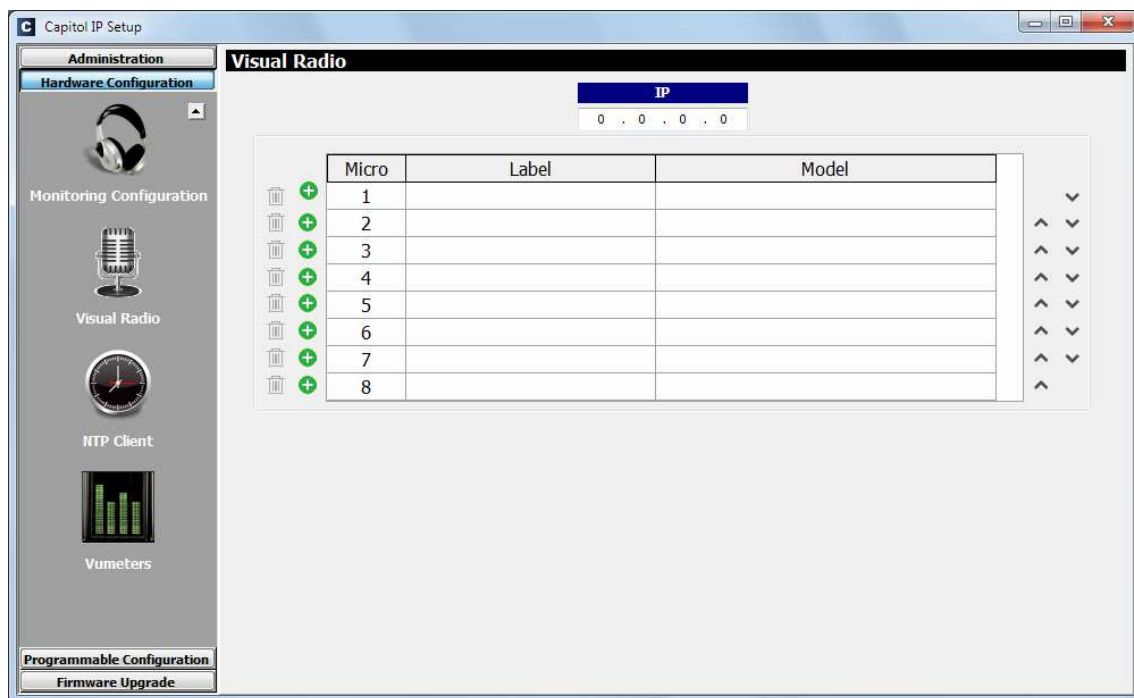 C Capitol IP Setup
Administration
Hardware Configuration
Monitoring Configuration
Visual Radio
NTP Client
Vumeters
Programmable Configuration
Firmware Upgrade
Visual Radio
IP
0 . 0 . 0 . 0
Micro Label Model
1
2
3
4
5
6
7
8